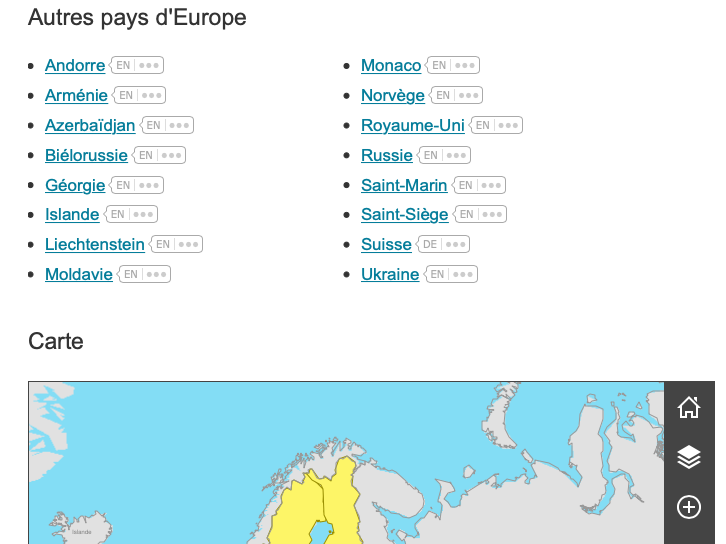 Autres pays d'Europe
Andorre EN
Arménie EN
Azerbaïdjan EN
Biélorussie EN
Géorgie EN
Islande EN
Liechtenstein EN
Moldavie EN
Monaco EN
Norvège EN
Royaume-Uni EN
Russie EN
Saint-Marin EN
Saint-Siège EN
Suisse DE
Ukraine EN
Carte
Islande